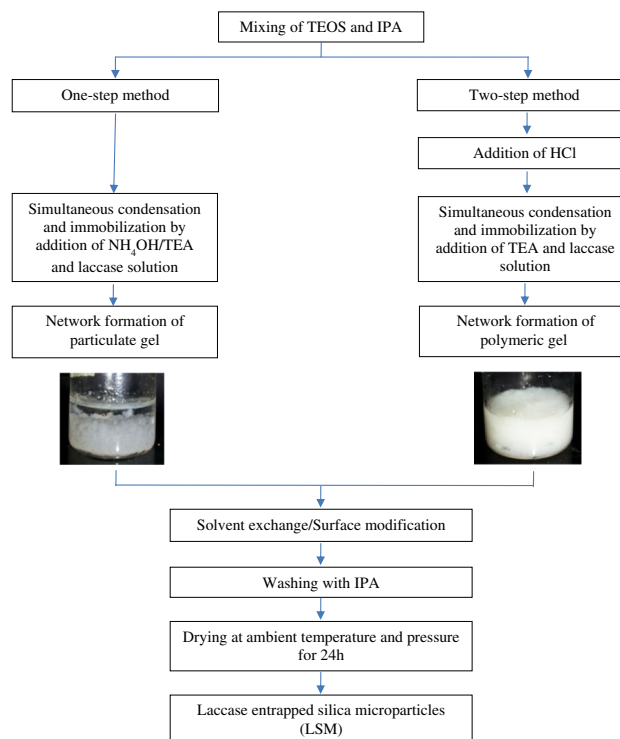 Mixing of TEOS and IPA
One-step method
Two-step method
Addition of HCl
Simultaneous condensation
and immobilization by
addition of NH4OH/TEA
and laccase solution
Simultaneous condensation
and immobilization by
addition of TEA and laccase
solution
Network formation of
particulate gel
Network formation of
polymeric gel
Solvent exchange/Surface modification
Washing with IPA
Drying at ambient temperature and pressure
for 24h
Laccase entrapped silica microparticles
(LSM)